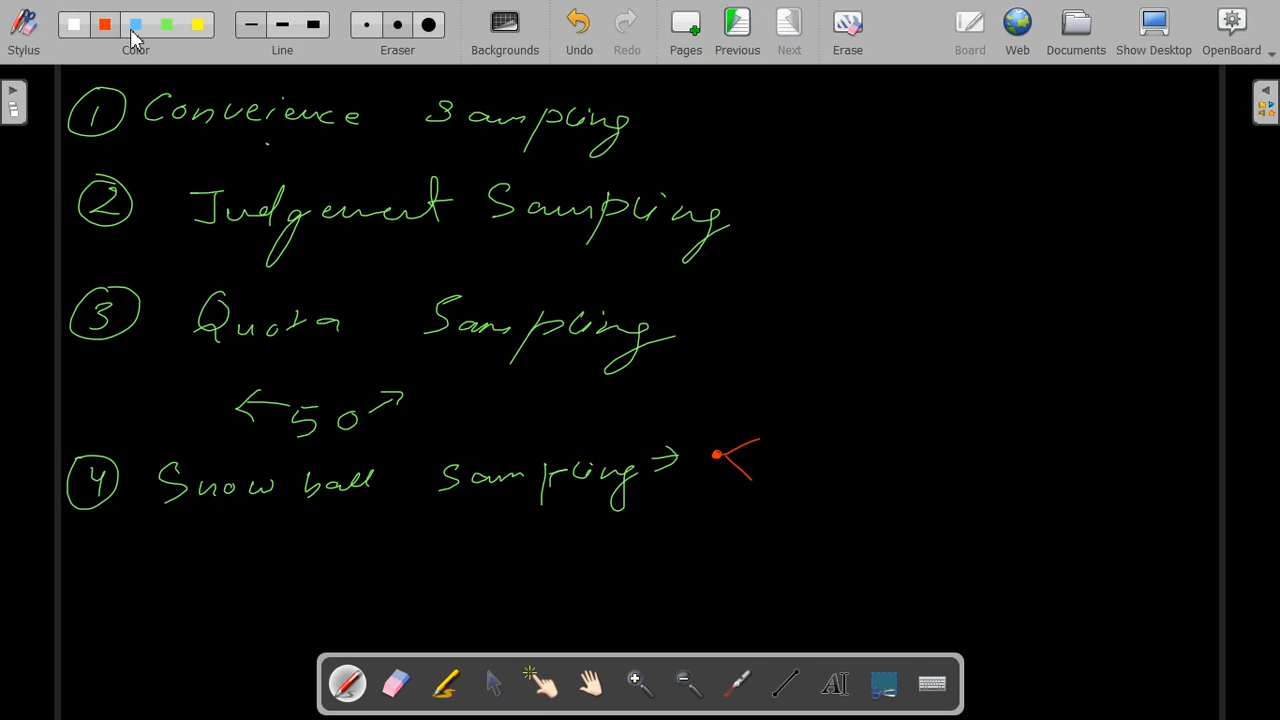 Stylus Color Line Eraser Backgrounds Undo Redo Pages Previous Next Erase Board Web Documents Show Desktop OpenBoard
1 Conveience Sampling
2 Judgement Sampling
3 Quota Sampling
← 50 →
4 Snow ball sampling →